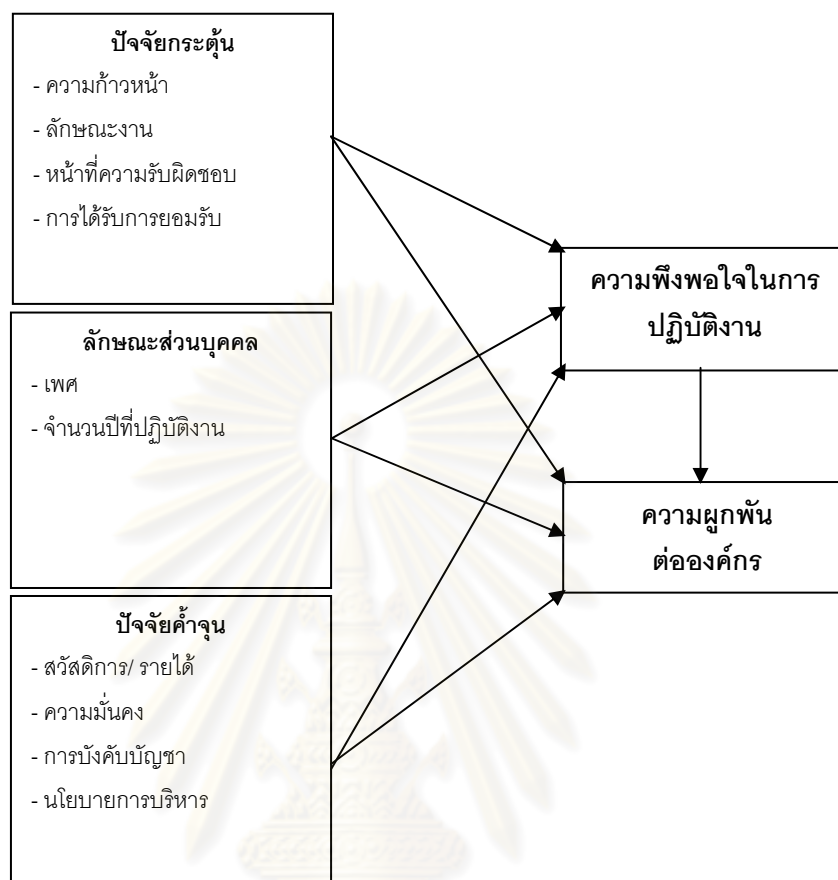 ปัจจัยกระตุ้น
- ความก้าวหน้า
- ลักษณะงาน
- หน้าที่ความรับผิดชอบ
- การได้รับการยอมรับ
ลักษณะส่วนบุคคล
- เพศ
- จำนวนปีที่ปฏิบัติงาน
ปัจจัยค้ำจุน
- สวัสดิการ/ รายได้
- ความมั่นคง
- การบังคับบัญชา
- นโยบายการบริหาร
ความพึงพอใจในการ
ปฏิบัติงาน
ความผูกพัน
ต่อองค์กร